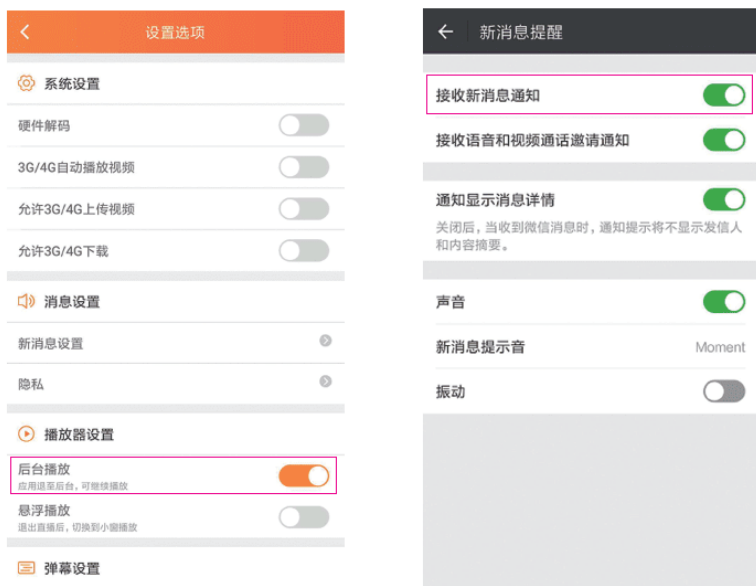 设置选项
系统设置
硬件解码
3G/4G自动播放视频
允许3G/4G上传视频
允许3G/4G下载
消息设置
新消息设置
隐私
播放器设置
后台播放
应用退至后台，可继续播放
悬浮播放
退出直播后，切换到小窗播放
弹幕设置
新消息提醒
接收新消息通知
接收语音和视频通话邀请通知
通知显示消息详情
关闭后，当收到微信消息时，通知提示将不显示发信人
和内容摘要。
声音
新消息提示音 Moment
振动